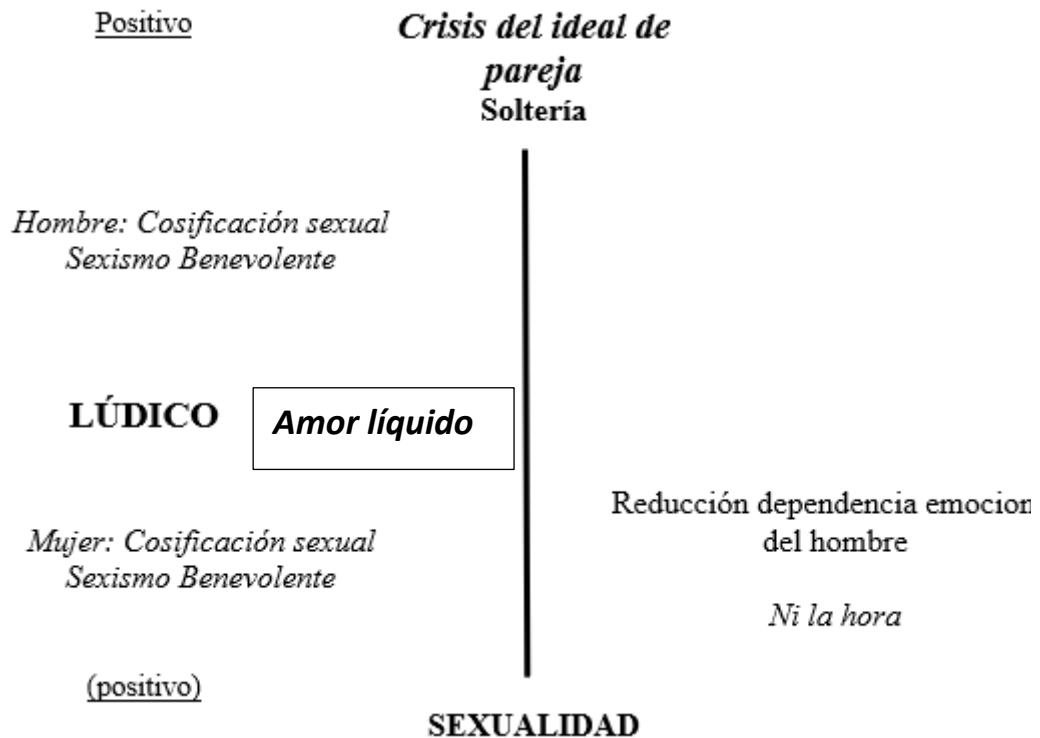 Positivo
Crisis del ideal de
pareja
Soltería
Hombre: Cosificación sexual
Sexismo Benevolente
LÚDICO
Amor líquido
Reducción dependencia emocion
del hombre
Ni la hora
Mujer: Cosificación sexual
Sexismo Benevolente
(positivo)
SEXUALIDAD